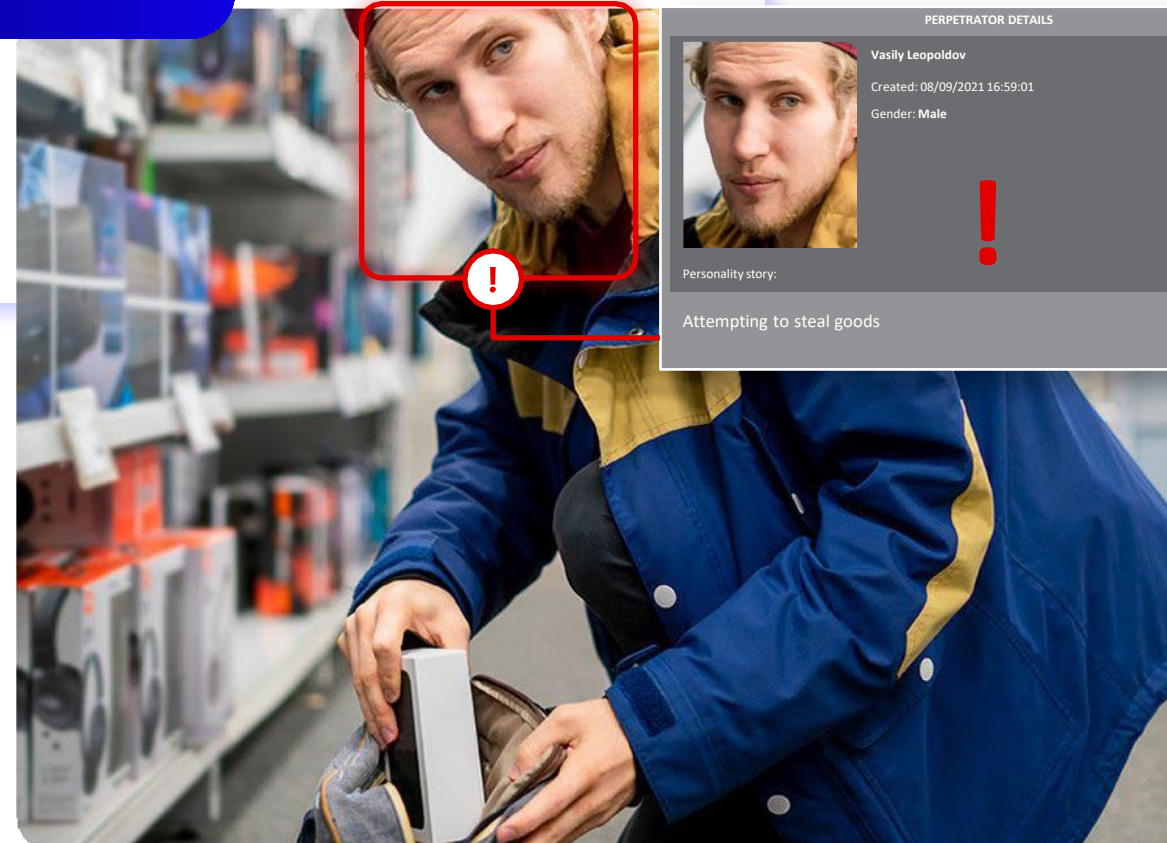 PERPETRATOR DETAILS
Vasily Leopoldov
Created: 08/09/2021 16:59:01
Gender: Male
!
!
Personality story:
Attempting to steal goods